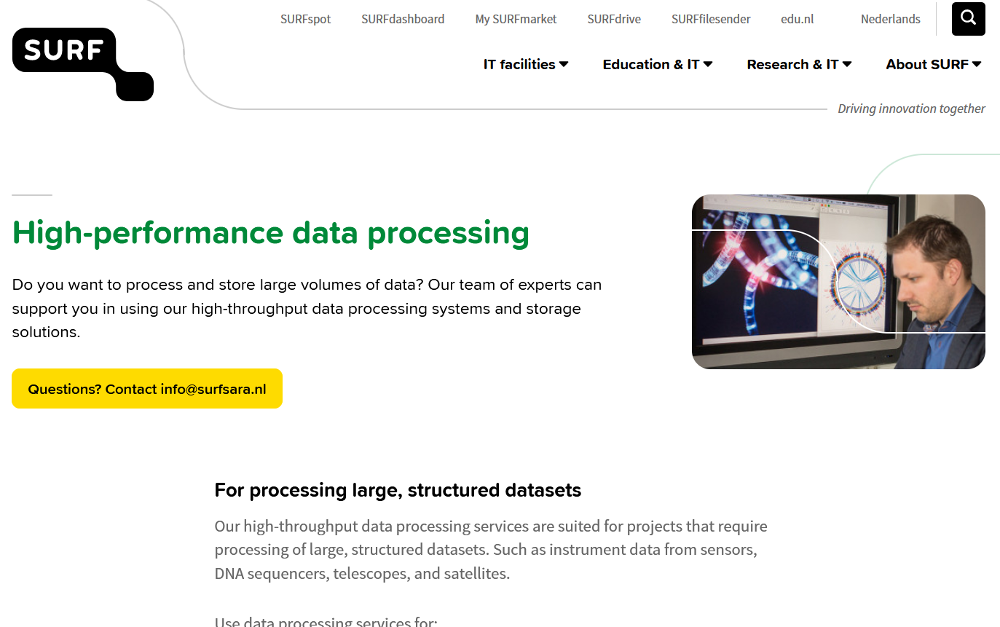 SURFspot SURFdashboard My SURFmarket SURFdrive SURFfilesender edu.nl Nederlands
SURF
IT facilities Education & IT Research & IT About SURF
Driving innovation together
High-performance data processing
Do you want to process and store large volumes of data? Our team of experts can
support you in using our high-throughput data processing systems and storage
solutions.
Questions? Contact info@surfsara.nl
For processing large, structured datasets
Our high-throughput data processing services are suited for projects that require
processing of large, structured datasets. Such as instrument data from sensors,
DNA sequencers, telescopes, and satellites.
Use data processing services for: